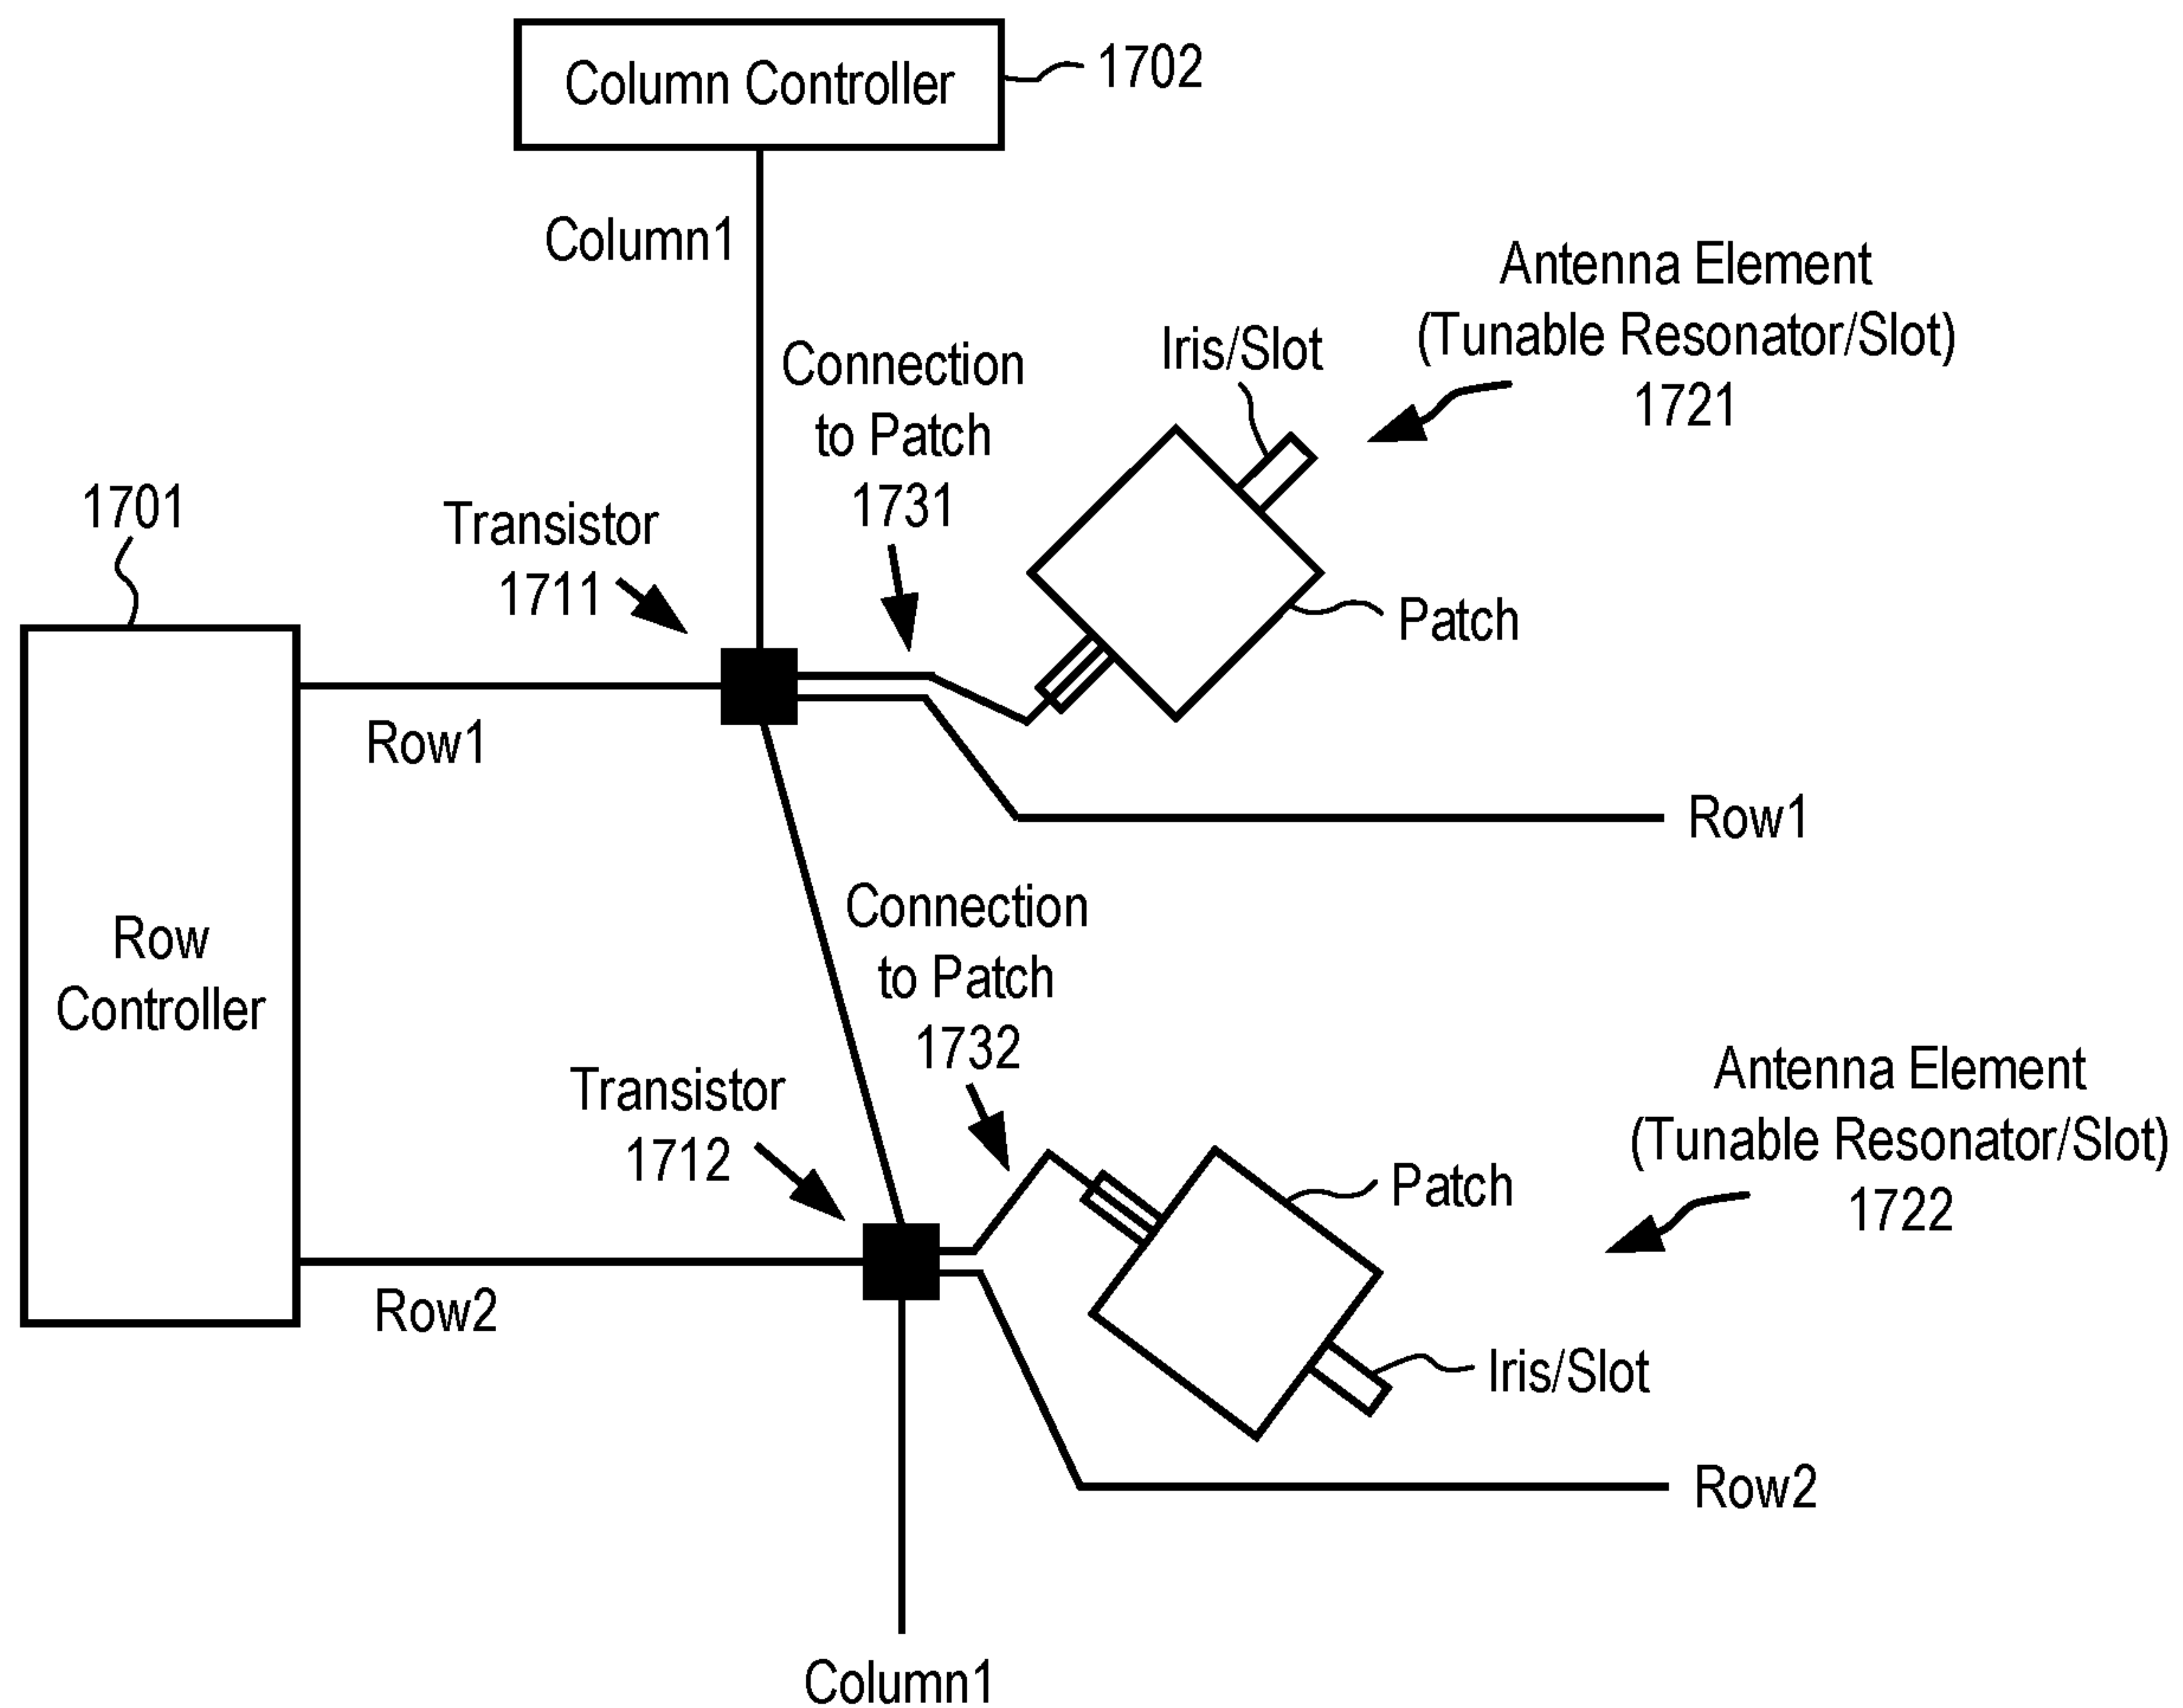 Column Controller
1702
Column1
Antenna Element
(Tunable Resonator/Slot)
1721
Iris/Slot
Connection
to Patch
1731
1701
Transistor
1711
Patch
Row1
Row1
Row
Controller
Connection
to Patch
1732
Transistor
1712
Antenna Element
(Tunable Resonator/Slot)
1722
Patch
Row2
Iris/Slot
Row2
Column1